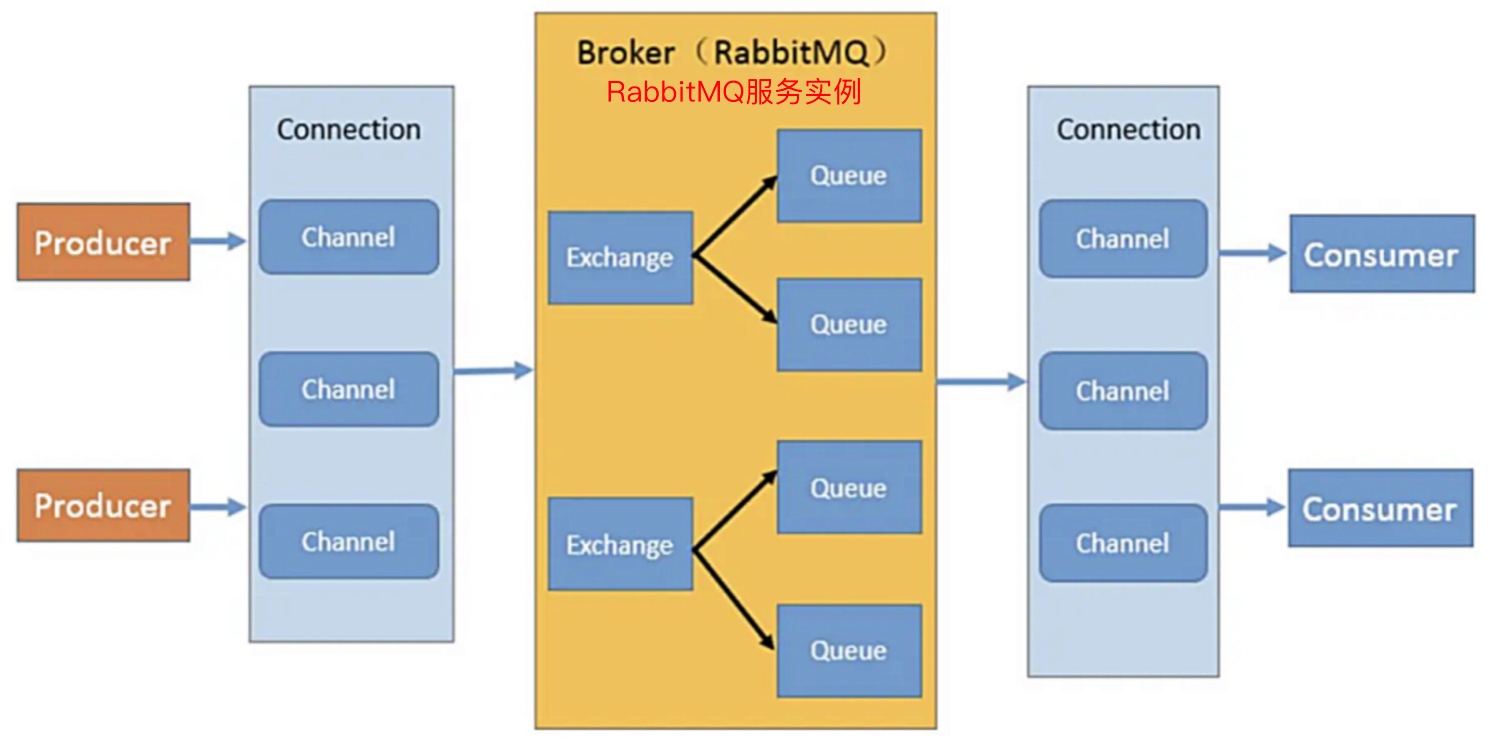 Producer
Producer
Connection
Channel
Channel
Channel
Broker（RabbitMQ）
RabbitMQ服务实例
Exchange
Queue
Queue
Exchange
Queue
Queue
Connection
Channel
Channel
Channel
Consumer
Consumer